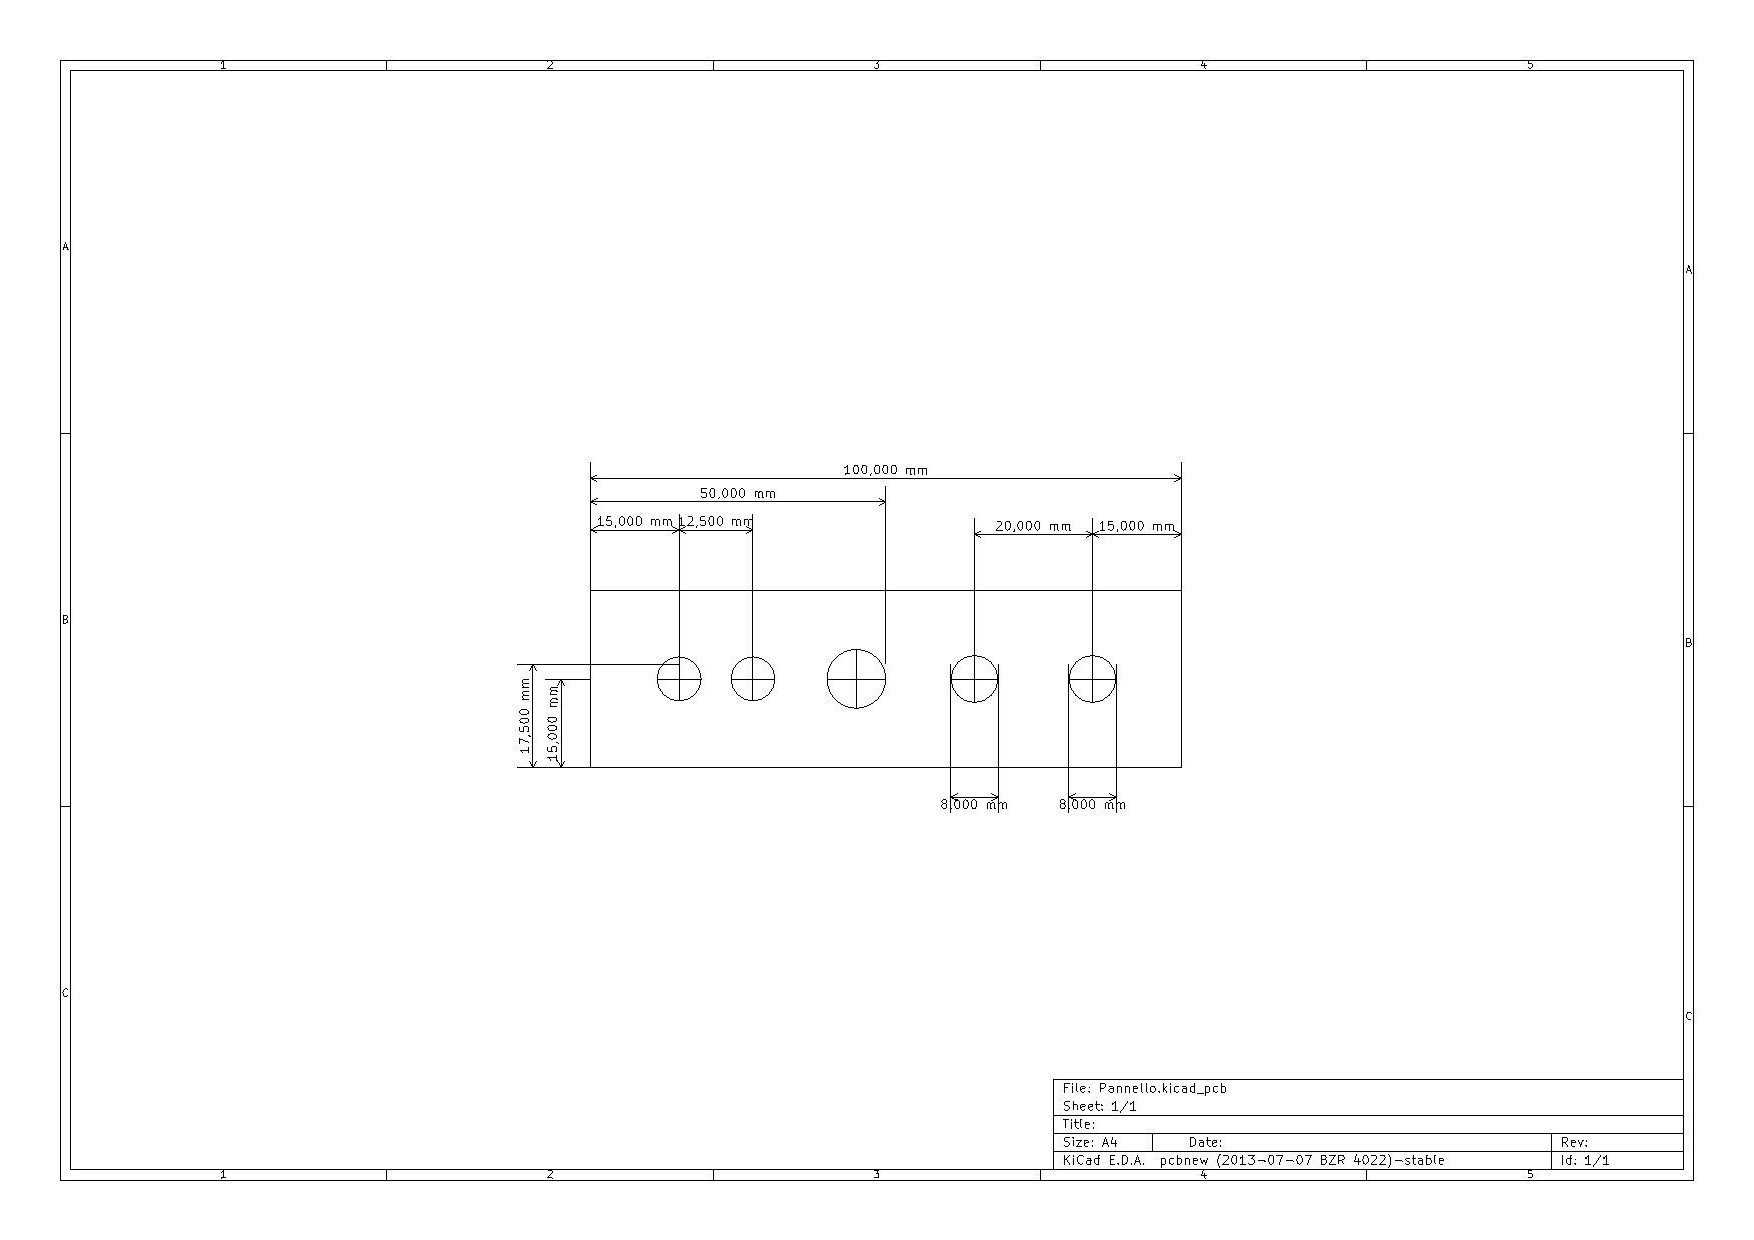 1 2 3 4 5
A
A
100,000 mm
50,000 mm
15,000 mm 12,500 mm 20,000 mm 15,000 mm
B
B
17,500 mm
15,000 mm
8,000 mm 8,000 mm
C
C
File: Pannello.kicad_pcb
Sheet: 1/1
Title:
Size: A4 Date: Rev:
KiCad E.D.A. pcbnew (2013-07-07 BZR 4022)-stable Id: 1/1
1 2 3 4 5